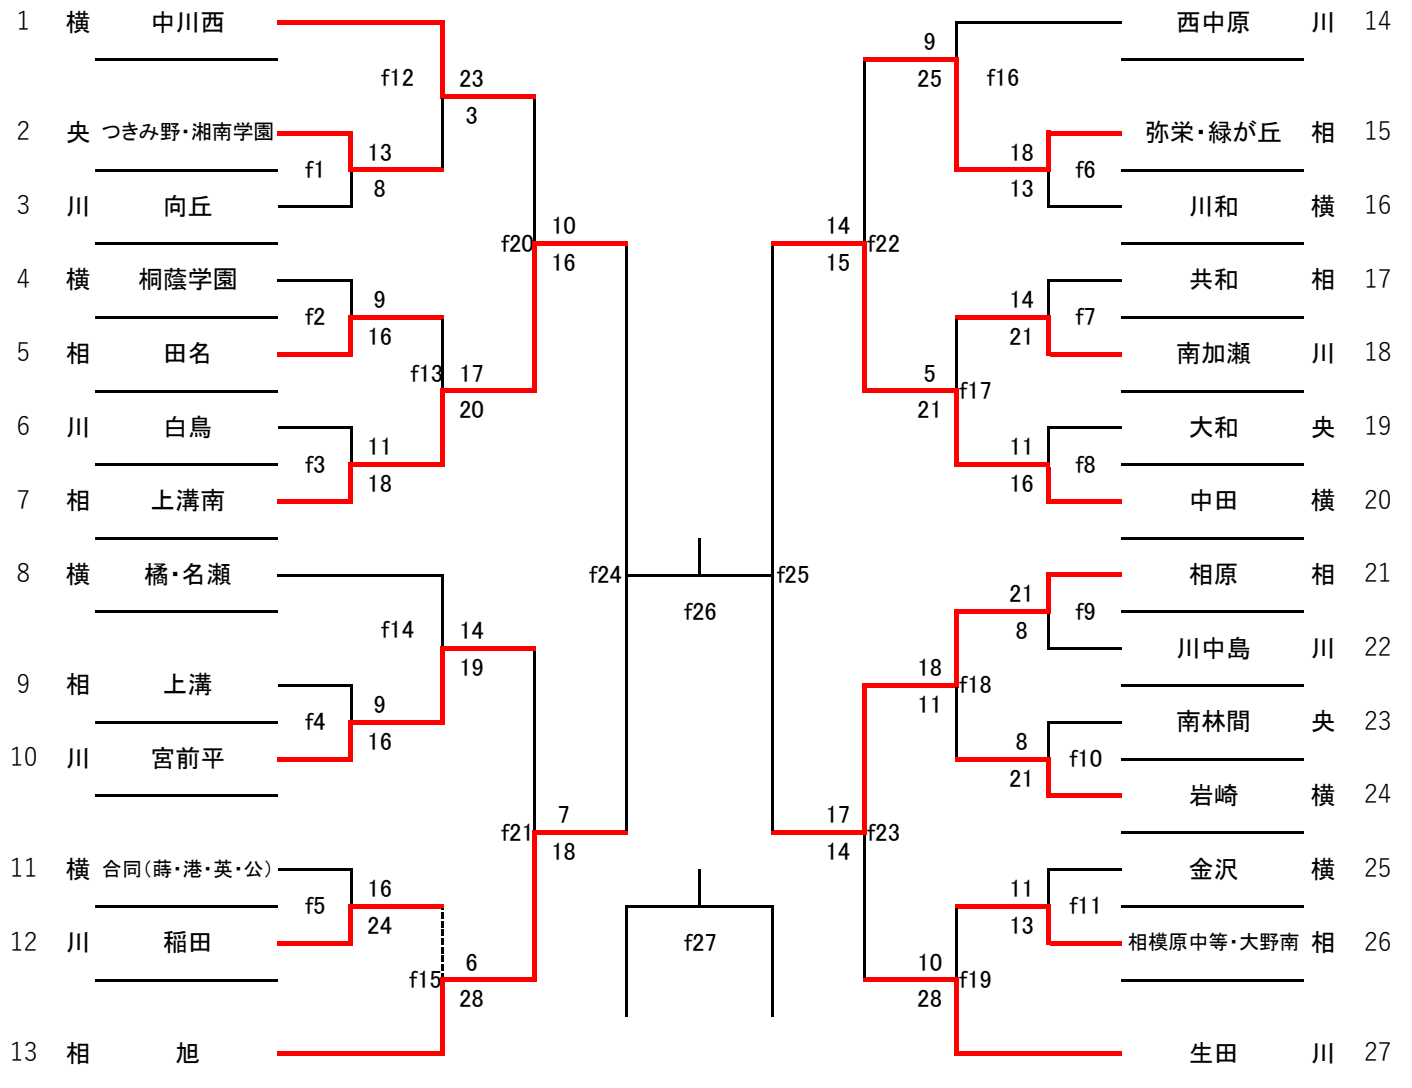 1 横 中川西
f12
23
3
2 央 つきみ野・湘南学園
f1
13
8
3 川 向丘
f20
10
16
4 横 桐蔭学園
f2
9
16
5 相 田名
f13
17
20
6 川 白鳥
f3
11
18
7 相 上溝南
8 横 橘・名瀬
f14
14
19
9 相 上溝
f4
9
16
10 川 宮前平
f21
7
18
11 横 合同(蒔・港・英・公)
f5
16
24
12 川 稲田
f15
6
28
13 相 旭
f24
f26
f25
f27
西中原 川 14
9
25
f16
弥栄・緑が丘 相 15
18
13
f6
川和 横 16
14
15
f22
共和 相 17
14
21
f7
南加瀬 川 18
5
21
f17
大和 央 19
11
16
f8
中田 横 20
相原 相 21
21
8
f9
川中島 川 22
18
11
f18
南林間 央 23
8
21
f10
岩崎 横 24
17
14
f23
金沢 横 25
11
13
f11
相模原中等・大野南 相 26
10
28
f19
生田 川 27